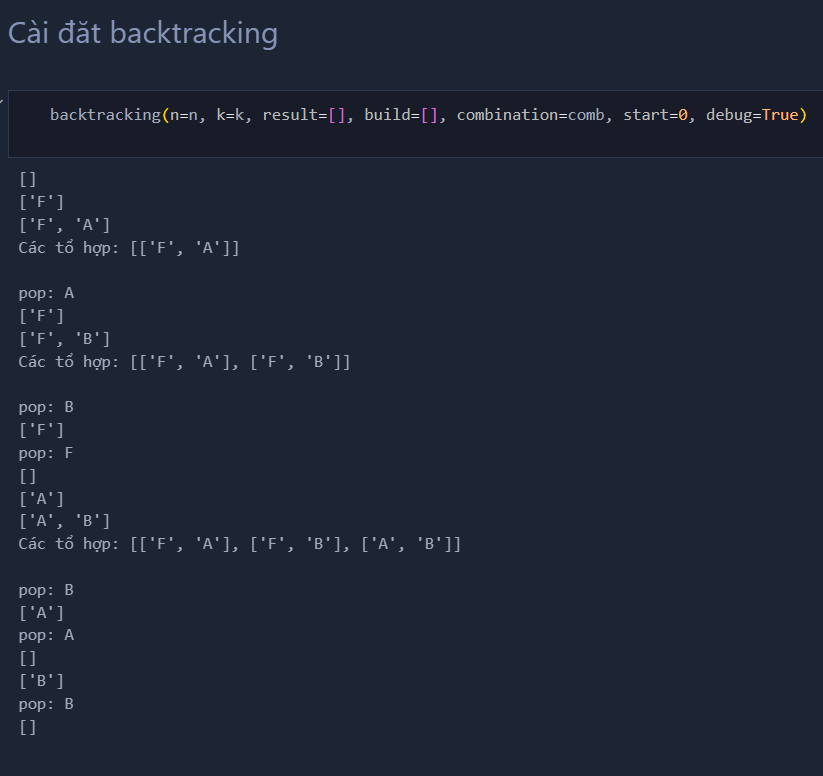 Cài đăt backtracking
backtracking(n=n, k=k, result=[], build=[], combination=comb, start=0, debug=True)
[]
['F']
['F', 'A']
Các tổ hợp: [['F', 'A']]
pop: A
['F']
['F', 'B']
Các tổ hợp: [['F', 'A'], ['F', 'B']]
pop: B
['F']
pop: F
[]
['A']
['A', 'B']
Các tổ hợp: [['F', 'A'], ['F', 'B'], ['A', 'B']]
pop: B
['A']
pop: A
[]
['B']
pop: B
[]